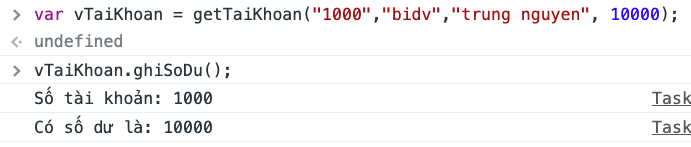 > var vTaiKhoan = getTaiKhoan("1000","bidv","trung nguyen", 10000);
undefined
> vTaiKhoan.ghiSoDu();
Số tài khoản: 1000 Task
Có số dư là: 10000 Task